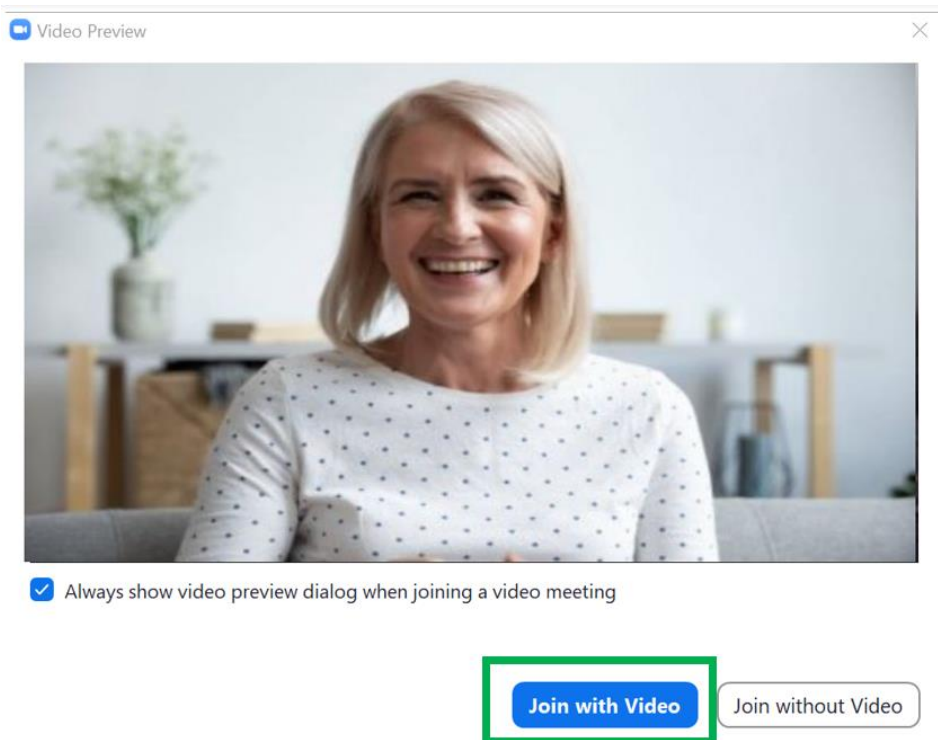 Video Preview
Always show video preview dialog when joining a video meeting
Join with Video
Join without Video